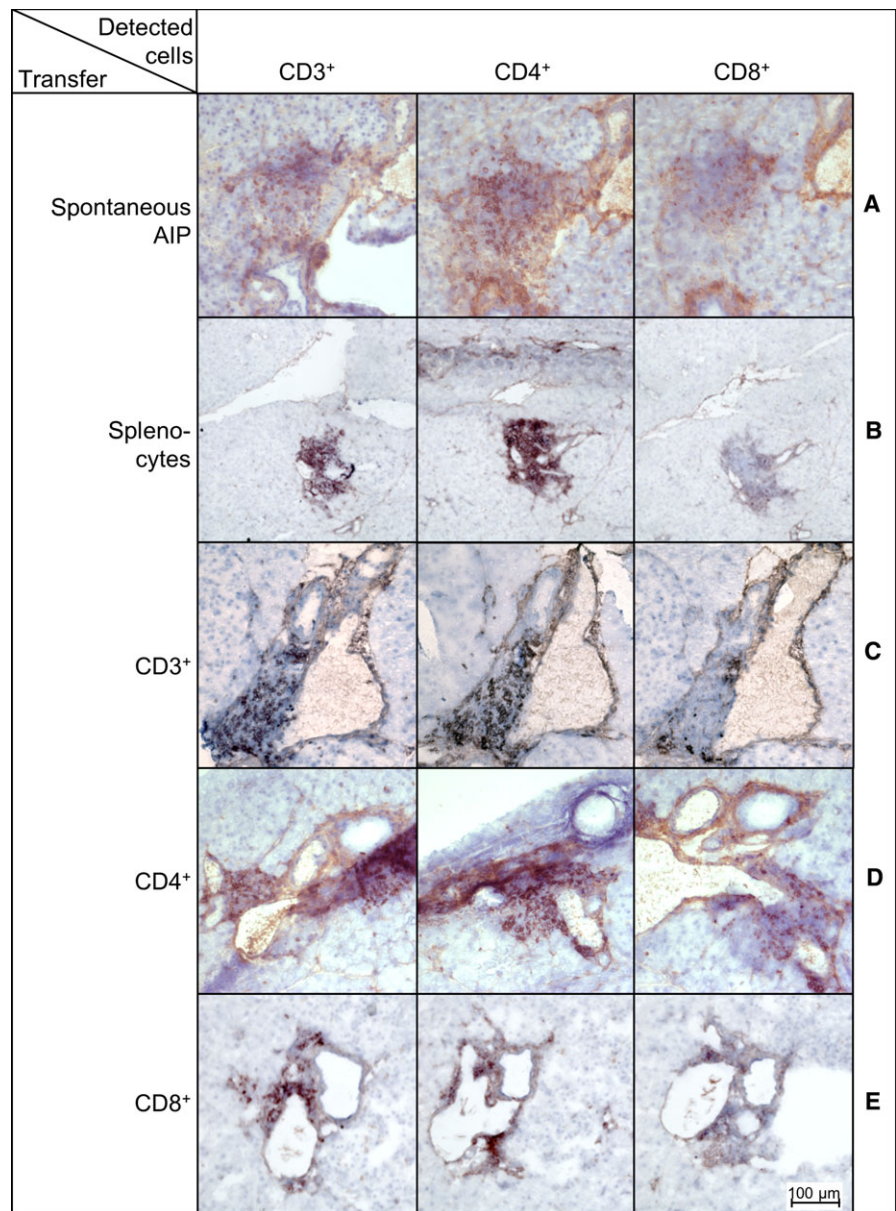 Detected
cells
Transfer
CD3⁺
CD4⁺
CD8⁺
Spontaneous
AIP
A
Spleno-
cytes
B
CD3⁺
C
CD4⁺
D
CD8⁺
E
100 µm